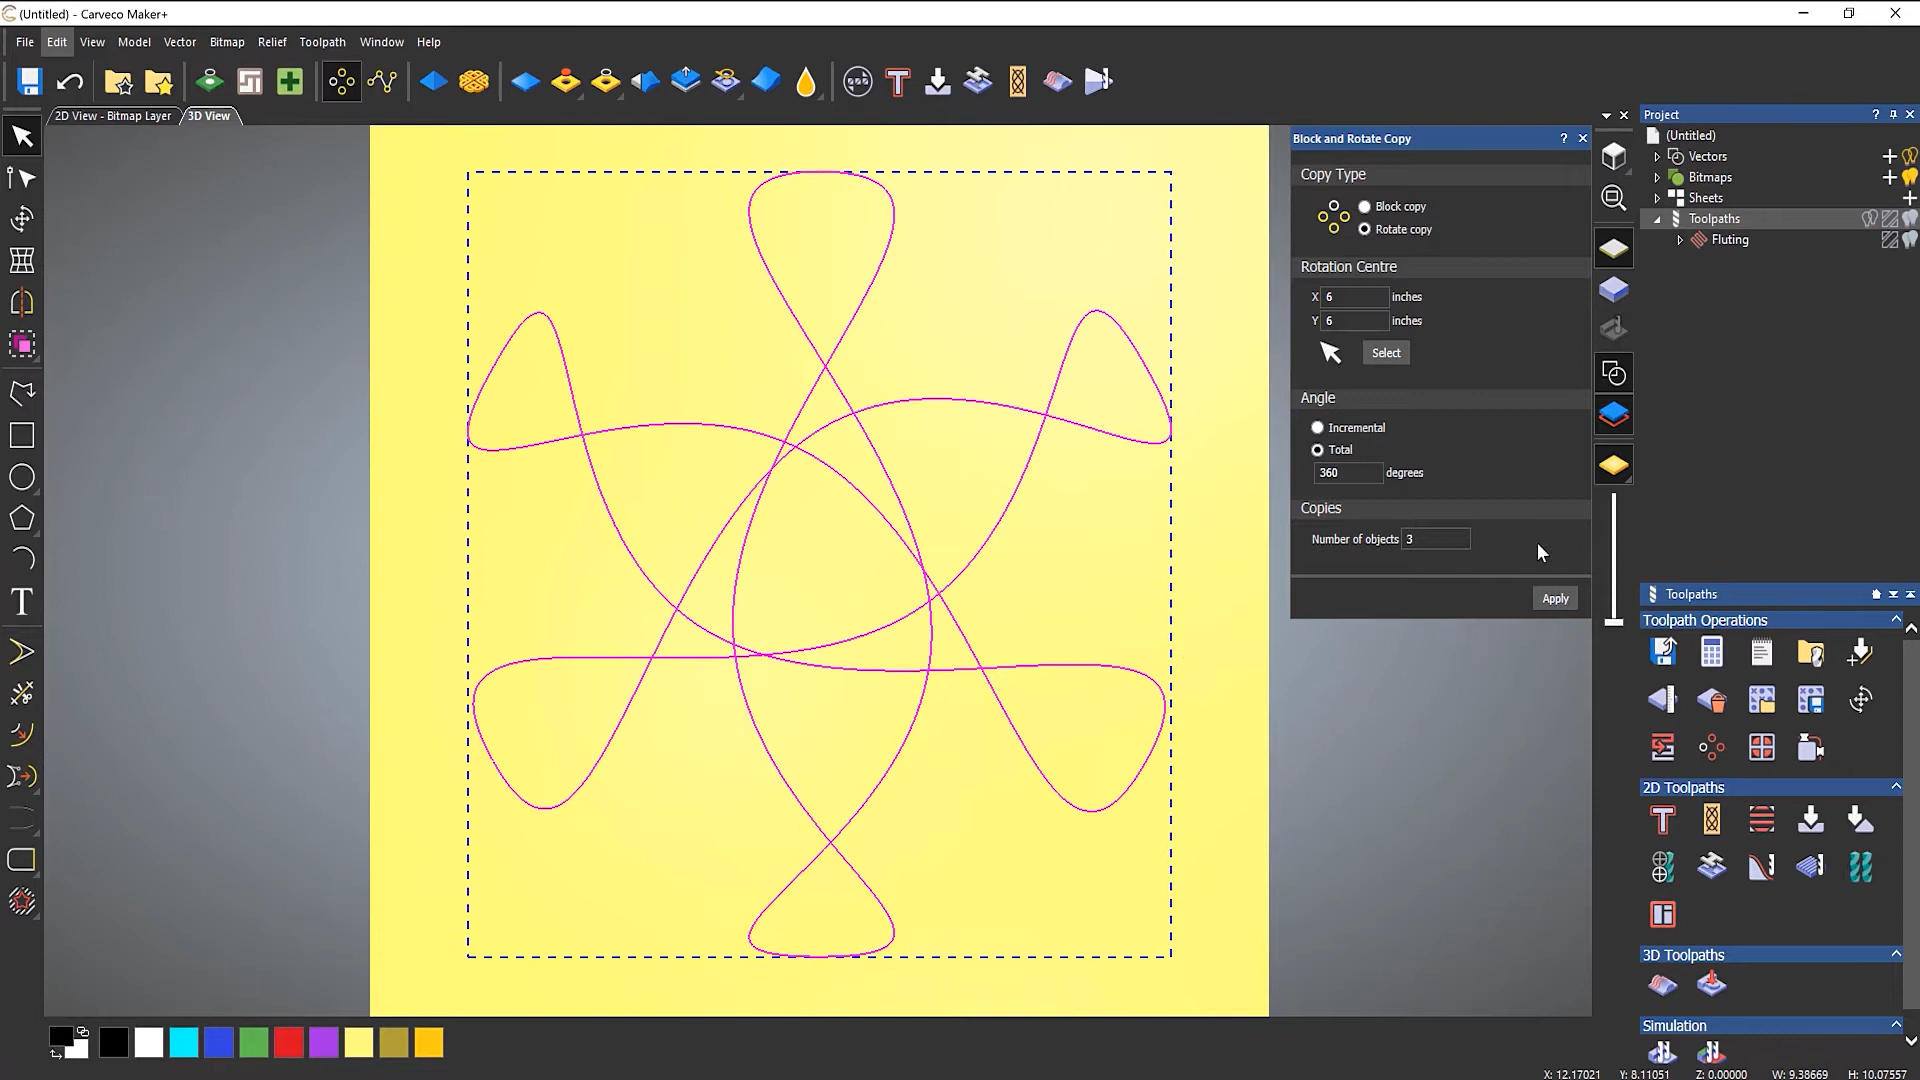 (Untitled) - Carveco Maker+
File Edit View Model Vector Bitmap Relief Toolpath Window Help
2D View - Bitmap Layer 3D View
Block and Rotate Copy
Copy Type
Block copy
Rotate copy
Rotation Centre
X 6 inches
Y 6 inches
Select
Angle
Incremental
Total
360 degrees
Copies
Number of objects 3
Apply
Project
(Untitled)
Vectors
Bitmaps
Sheets
Toolpaths
Fluting
Toolpaths
Toolpath Operations
2D Toolpaths
3D Toolpaths
Simulation
X: 12.17021 Y: 8.11051 Z: 0.00000 W: 9.38669 H: 10.07557